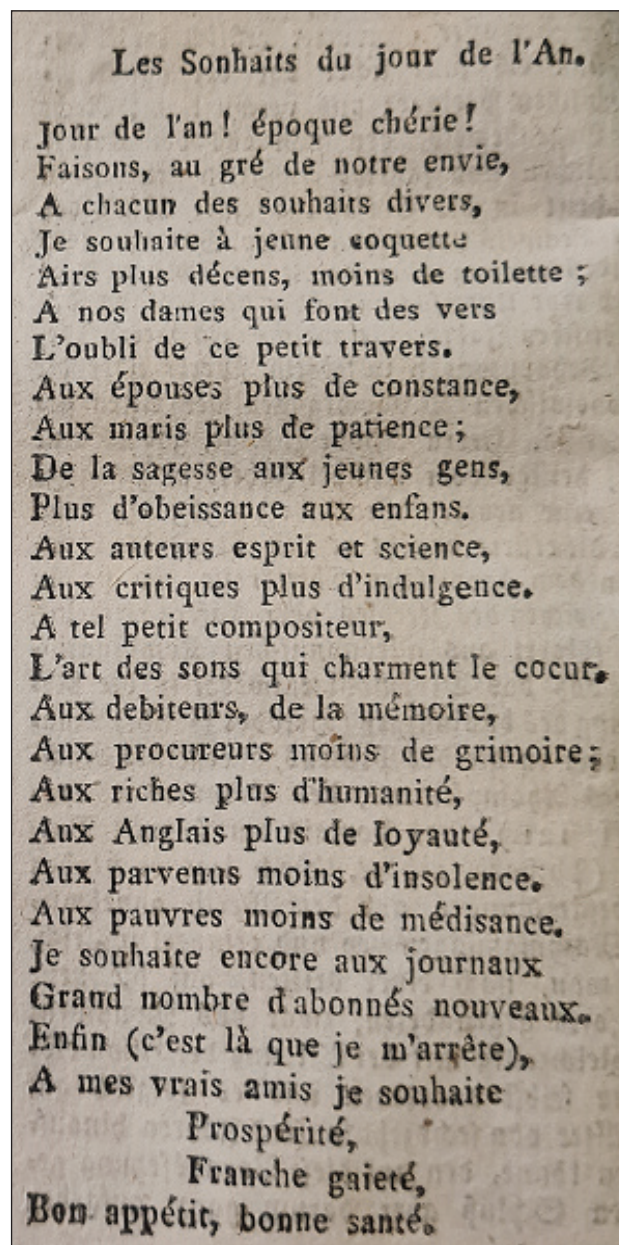 Les Souhaits du jour de l'An.
Jour de l'an ! époque chérie !
Faisons, au gré de notre envie,
A chacun des souhaits divers,
Je souhaite à jeune coquette
Airs plus décens, moins de toilette ;
A nos dames qui font des vers
L'oubli de ce petit travers.
Aux épouses plus de constance,
Aux maris plus de patience ;
De la sagesse aux jeunes gens,
Plus d'obeissance aux enfans.
Aux auteurs esprit et science,
Aux critiques plus d'indulgence.
A tel petit compositeur,
L'art des sons qui charment le cœur.
Aux debiteurs, de la mémoire,
Aux procureurs moins de grimoire ;
Aux riches plus d'humanité,
Aux Anglais plus de loyauté,
Aux parvenus moins d'insolence.
Aux pauvres moins de médisance.
Je souhaite encore aux journaux
Grand nombre d'abonnés nouveaux.
Enfin (c'est là que je m'arrète),
A mes vrais amis je souhaite
Prospérité,
Franche gaieté,
Bon appétit, bonne santé.